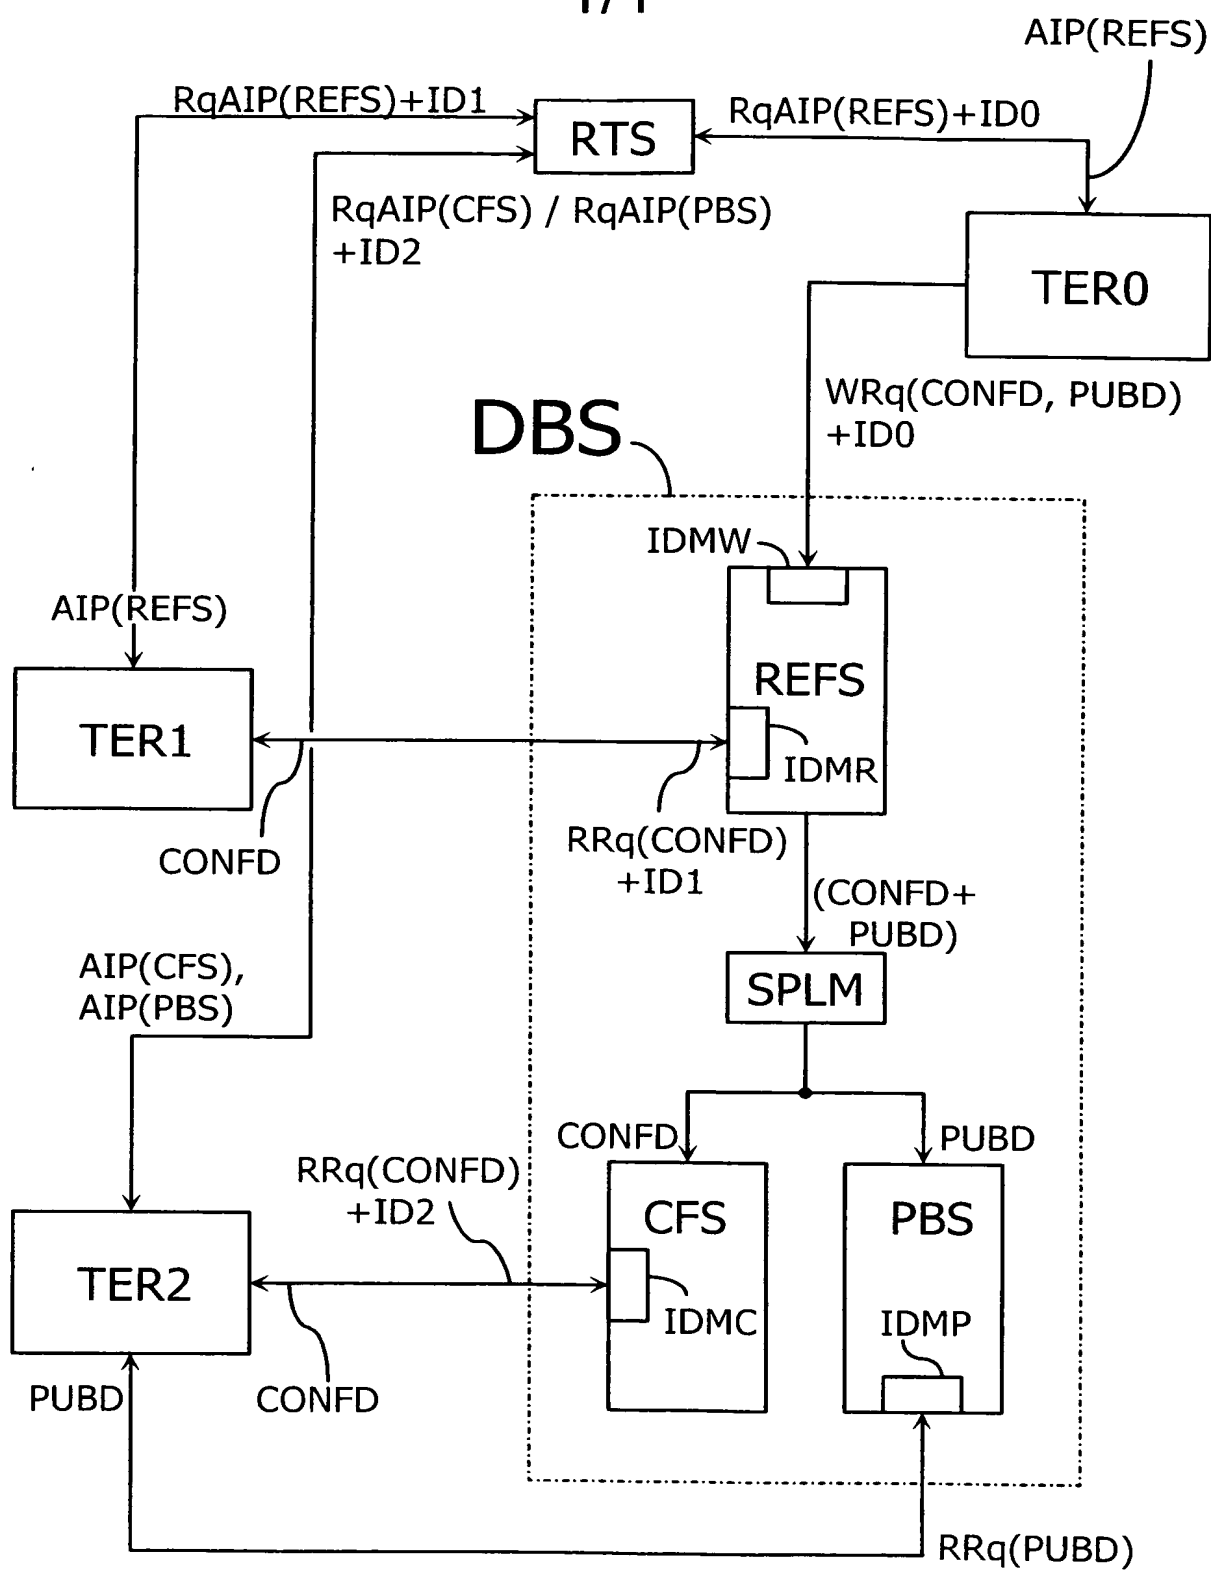 AIP(REFS)
RqAIP(REFS)+ID1
RTS
RqAIP(REFS)+ID0
RqAIP(CFS) / RqAIP(PBS)
+ID2
TER0
WRq(CONFD, PUBD)
+ID0
DBS
IDMW
AIP(REFS)
REFS
TER1
IDMR
CONFD
RRq(CONFD)
+ID1
(CONFD+
PUBD)
AIP(CFS),
AIP(PBS)
SPLM
CONFD
PUBD
RRq(CONFD)
+ID2
CFS
PBS
TER2
IDMC
IDMP
PUBD
CONFD
RRq(PUBD)